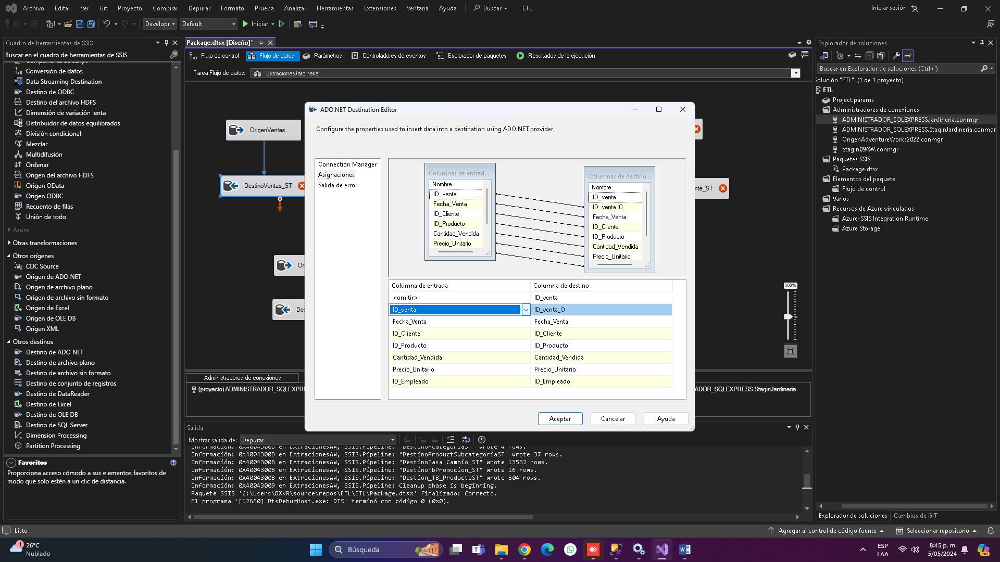 Archivo Editar Ver Git Proyecto Compilar Depurar Formato Prueba Analizar Herramientas Extensiones Ventana Ayuda Buscar ETL Iniciar sesión
Default Iniciar
Cuadro de herramientas de SSIS
Buscar en el cuadro de herramientas de SSIS
Conversión de datos
Data Streaming Destination
Destino de ODBC
Destino del archivo HDFS
Dimensión de variación lenta
Distribuidor de datos equilibrados
División condicional
Mezclar
Multidifusión
Ordenar
Origen del archivo HDFS
Origen OData
Origen ODBC
Recuento de filas
Unión de todo
Azure
Otras transformaciones
Otros orígenes
CDC Source
Origen de ADO NET
Origen de archivo plano
Origen de archivo sin formato
Origen de Excel
Origen de OLE DB
Origen XML
Otros destinos
Destino de ADO NET
Destino de archivo plano
Destino de archivo sin formato
Destino de conjunto de registros
Destino de DataReader
Destino de Excel
Destino de OLE DB
Destino de SQL Server
Dimension Processing
Partition Processing
Favoritos
Proporciona acceso cómodo a sus elementos favoritos de
modo que solo estén a un clic de distancia.
Package.dtsx [Diseño]*
Flujo de control Flujo de datos Parámetros Controladores de eventos Explorador de paquetes Resultados de la ejecución
Tarea Flujo de datos: ExtracionesJardineria
OrigenVentas
DestinoVentas_ST
nte_ST
Or
Des
100%
ADO.NET Destination Editor
Configure the properties used to insert data into a destination using ADO.NET provider.
Connection Manager
Asignaciones
Salida de error
Columnas de entrad...
Nombre
ID_venta
Fecha_Venta
ID_Cliente
ID_Producto
Cantidad_Vendida
Precio_Unitario
Columnas de destino...
Nombre
ID_venta
ID_venta_O
Fecha_Venta
ID_Cliente
ID_Producto
Cantidad_Vendida
Precio_Unitario
Columna de entrada Columna de destino
<omitir> ID_venta
ID_venta ID_venta_O
Fecha_Venta Fecha_Venta
ID_Cliente ID_Cliente
ID_Producto ID_Producto
Cantidad_Vendida Cantidad_Vendida
Precio_Unitario Precio_Unitario
ID_Empleado ID_Empleado
Aceptar Cancelar Ayuda
Administradores de conexiones
(proyecto) ADMINISTRADOR_SQLEXPRE
ADOR_SQLEXPRESS.StaginJardineria
Salida
Mostrar salida de: Depurar
Información: 0x4004300B en ExtracionesAW, SSIS.Pipeline: "DestinoPCategoriaST" wrote 4 rows.
Información: 0x4004300B en ExtracionesAW, SSIS.Pipeline: "DestinoProductSubcategoriaST" wrote 37 rows.
Información: 0x4004300B en ExtracionesAW, SSIS.Pipeline: "DestinoTasa_Cambio_ST" wrote 13532 rows.
Información: 0x4004300B en ExtracionesAW, SSIS.Pipeline: "DestinoTbPromocion_ST" wrote 16 rows.
Información: 0x4004300B en ExtracionesAW, SSIS.Pipeline: "Destion_TB_ProductoST" wrote 504 rows.
Información: 0x40043009 en ExtracionesAW, SSIS.Pipeline: Cleanup phase is beginning.
Paquete SSIS 'C:\Users\OXKR\source\repos\ETL\ETL\Package.dtsx' finalizado: Correcto.
El programa '[12660] DtsDebugHost.exe: DTS' terminó con código 0 (0x0).
Explorador de soluciones
Buscar en Explorador de soluciones (Ctrl+')
Solución "ETL" (1 de 1 proyecto)
ETL
Project.params
Administradores de conexiones
ADMINISTRADOR_SQLEXPRESS.jardineria.conmgr
ADMINISTRADOR_SQLEXPRESS.StaginJardineria.conmgr
OrigenAdventureWorks2022.conmgr
Stagin09AW.conmgr
Paquetes SSIS
Package.dtsx
Elementos del paquete
Flujo de control
Varios
Recursos de Azure vinculados
Azure-SSIS Integration Runtime
Azure Storage
Explorador de soluciones Cambios de GIT
Listo Agregar al control de código fuente Seleccionar repositorio
1
26°C
Nublado
Búsqueda
ESP
LAA
8:45 p. m.
5/05/2024
PRE